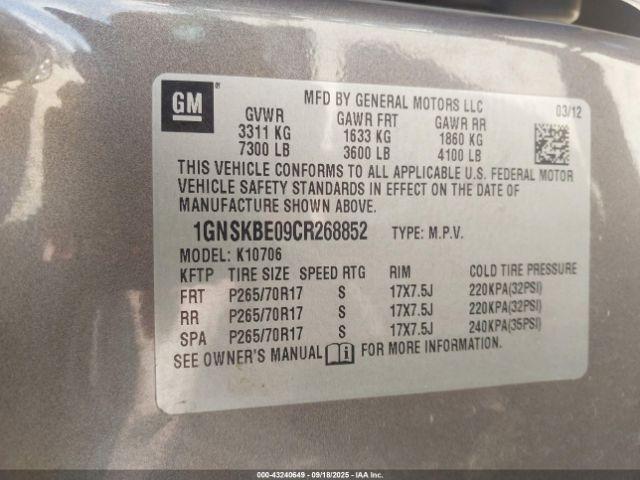 GM
MFD BY GENERAL MOTORS LLC
03/12
GVWR GAWR FRT GAWR RR
3311 KG 1633 KG 1860 KG
7300 LB 3600 LB 4100 LB
THIS VEHICLE CONFORMS TO ALL APPLICABLE U.S. FEDERAL MOTOR
VEHICLE SAFETY STANDARDS IN EFFECT ON THE DATE OF
MANUFACTURE SHOWN ABOVE.
1GNSKBE09CR268852 TYPE: M.P.V.
MODEL: K10706
KFTP TIRE SIZE SPEED RTG RIM COLD TIRE PRESSURE
FRT P265/70R17 S 17X7.5J 220KPA(32PSI)
RR P265/70R17 S 17X7.5J 220KPA(32PSI)
SPA P265/70R17 S 17X7.5J 240KPA(35PSI)
SEE OWNER'S MANUAL FOR MORE INFORMATION.
000-43240649 09/18/2025 IAAI, INC.